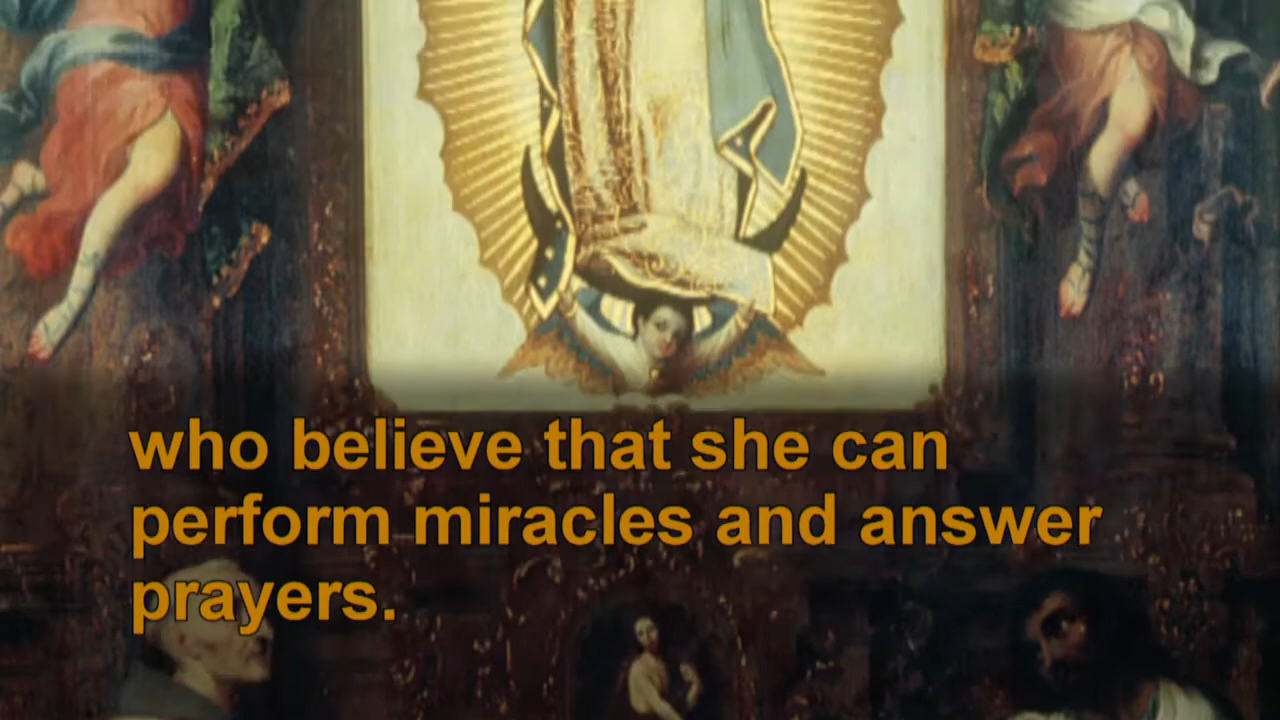 who believe that she can
perform miracles and answer
prayers.